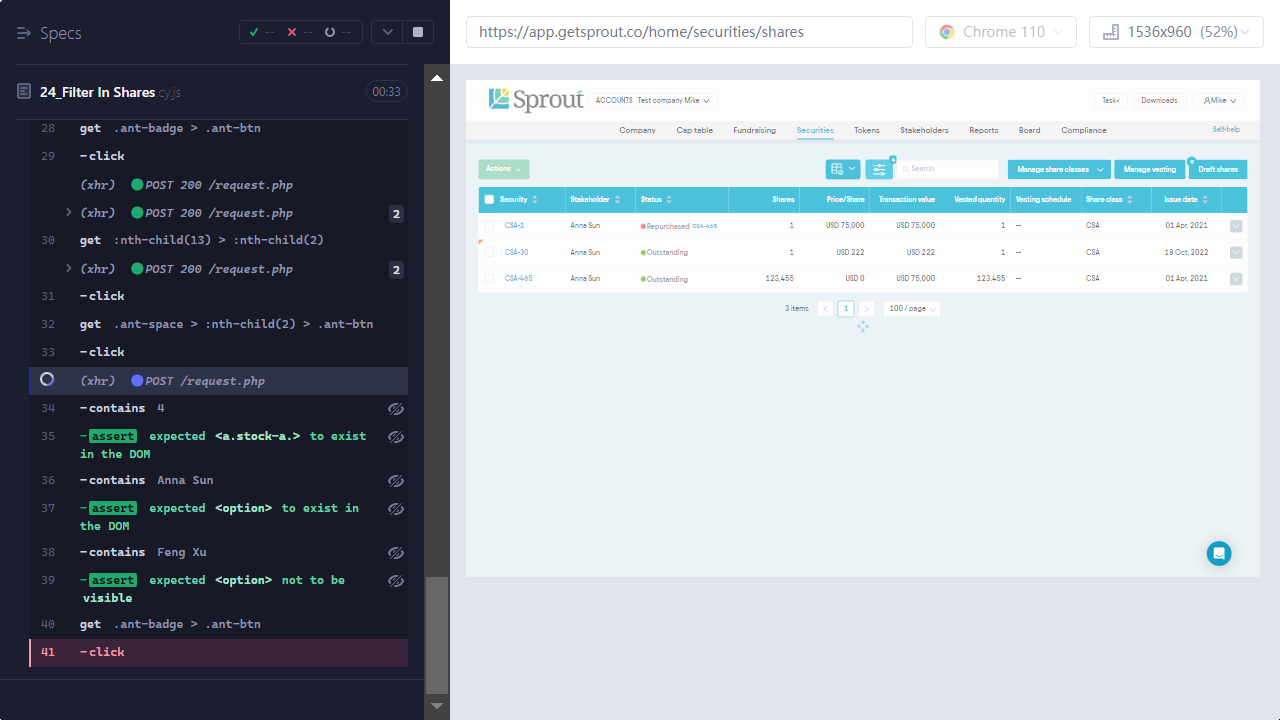 Specs
--
--
--
https://app.getsprout.co/home/securities/shares
Chrome 110
1536x960 (52%)
24_Filter In Shares.cy.js
00:33
28 get .ant-badge > .ant-btn
29 -click
(xhr) POST 200 /request.php
(xhr) POST 200 /request.php 2
30 get :nth-child(13) > :nth-child(2)
(xhr) POST 200 /request.php 2
31 -click
32 get .ant-space > :nth-child(2) > .ant-btn
33 -click
(xhr) POST /request.php
34 -contains 4
35 -assert expected <a.stock-a.> to exist
in the DOM
36 -contains Anna Sun
37 -assert expected <option> to exist in
the DOM
38 -contains Feng Xu
39 -assert expected <option> not to be
visible
40 get .ant-badge > .ant-btn
41 -click
Sprout
ACCOUNTS Test company Mike
Task<
Downloads
Mike
Company Cap table Fundraising Securities Tokens Stakeholders Reports Board Compliance
Self-help
Actions
4
Search
Manage share classes
Manage vesting
Draft shares
Security Stakeholder Status Shares Price/Share Transaction value Vested quantity Vesting schedule Share class Issue date
CSA-1 Anna Sun Repurchased CSA-465 1 USD 75,000 USD 75,000 1 -- CSA 01 Apr, 2021
CSA-30 Anna Sun Outstanding 1 USD 222 USD 222 1 -- CSA 18 Oct, 2022
CSA-465 Anna Sun Outstanding 123,455 USD 0 USD 75,000 123,455 -- CSA 01 Apr, 2021
3 items < 1 > 100 / page